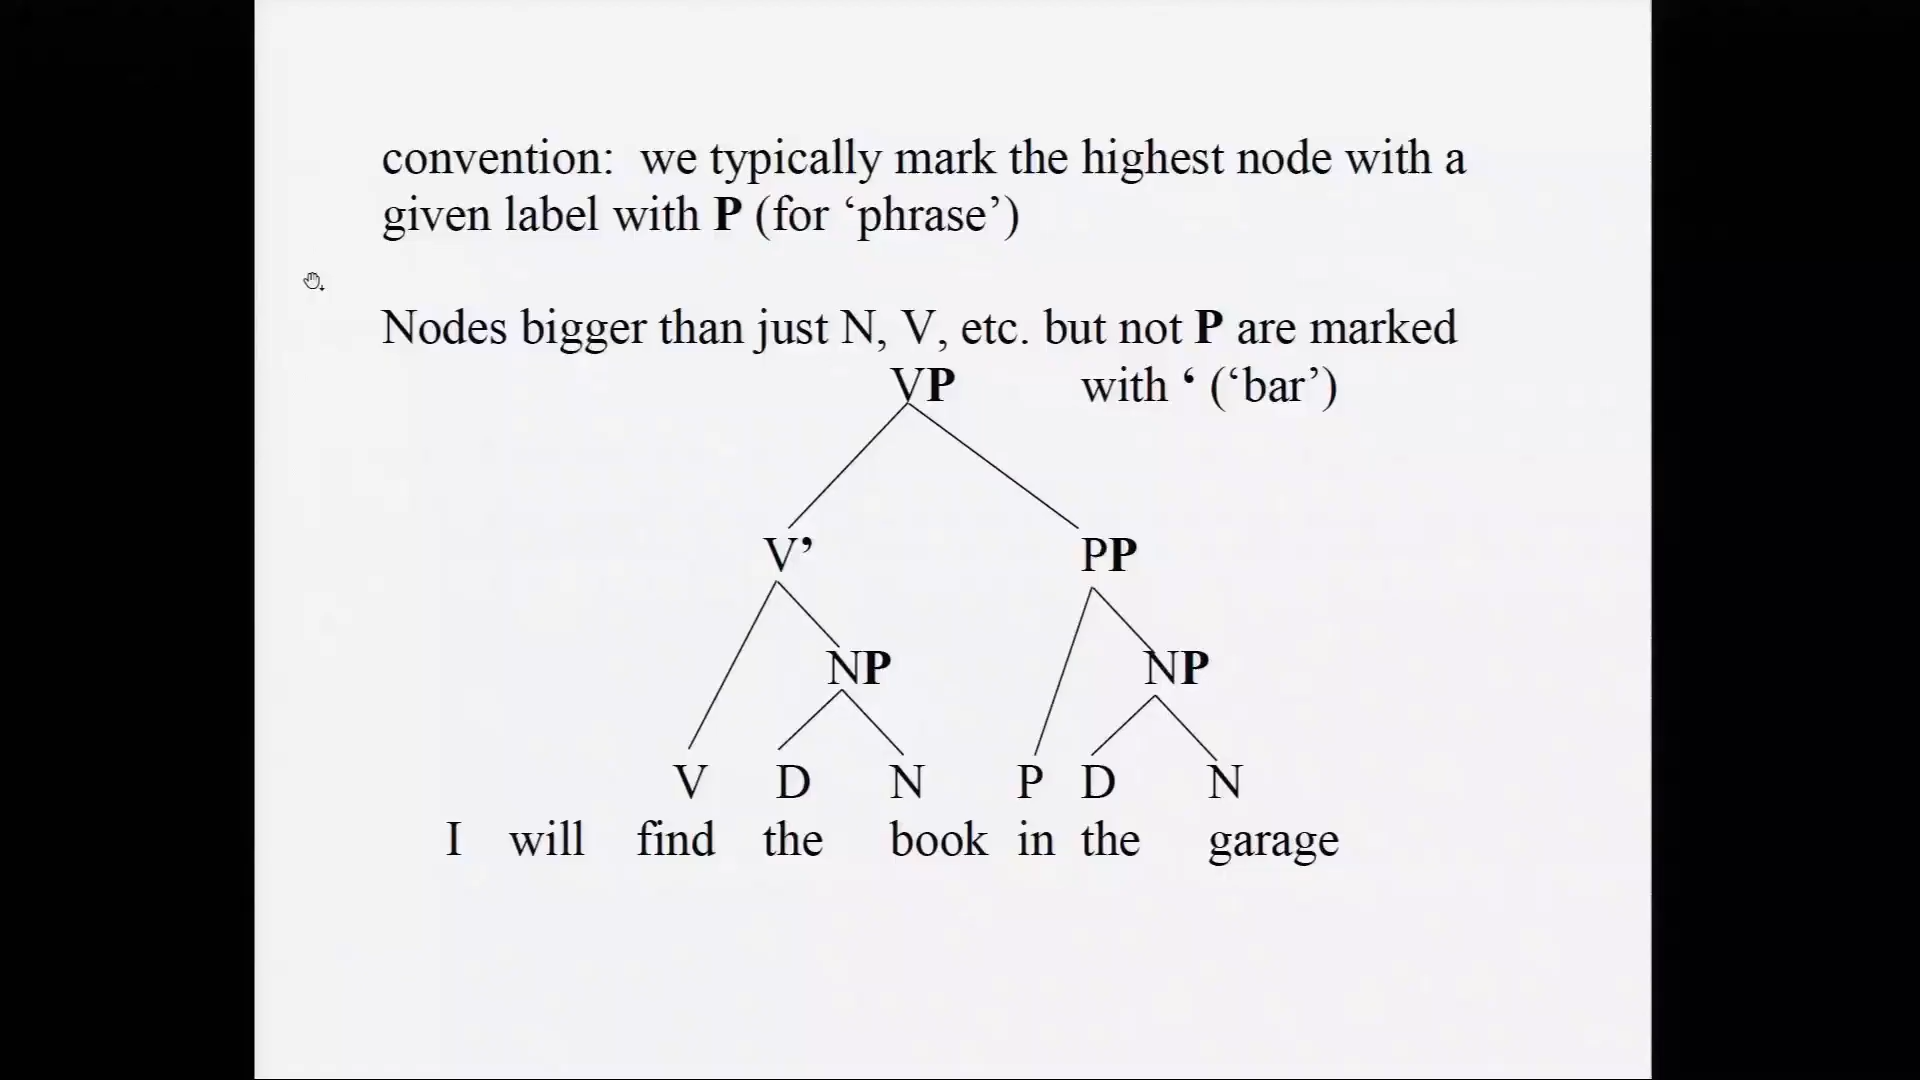 convention: we typically mark the highest node with a
given label with P (for ‘phrase’)
Nodes bigger than just N, V, etc. but not P are marked
VP with ‘ (‘bar’)
V’ PP
NP NP
V D N P D N
I will find the book in the garage